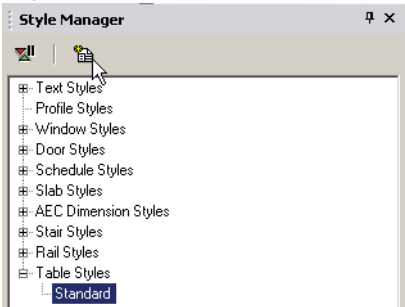 Style Manager
Text Styles
Profile Styles
Window Styles
Door Styles
Schedule Styles
Slab Styles
AEC Dimension Styles
Stair Styles
Rail Styles
Table Styles
Standard